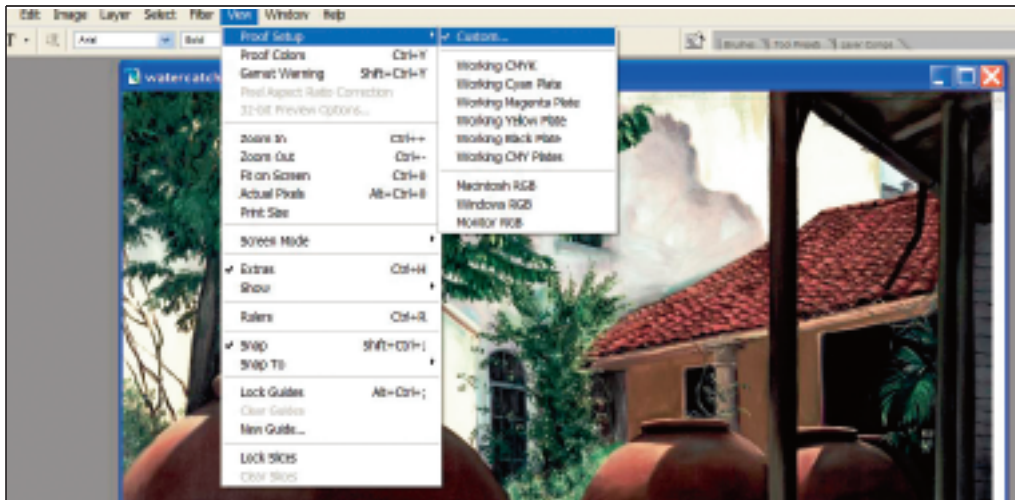 Edit Image Layer Select Filter View Window Help
T Arial Bold
Brushes Tool Presets Layer Comps
watercatch
Proof Setup
Proof Colors Ctrl+Y
Gamut Warning Shift+Ctrl+Y
Pixel Aspect Ratio Correction
32-bit Preview Options...
Zoom In Ctrl++
Zoom Out Ctrl+-
Fit on Screen Ctrl+0
Actual Pixels Alt+Ctrl+0
Print Size
Screen Mode
Extras Ctrl+H
Show
Rulers Ctrl+R
Snap Shift+Ctrl+;
Snap To
Lock Guides Alt+Ctrl+;
Clear Guides
New Guide...
Lock Slices
Clear Slices
Custom...
Working CMYK
Working Cyan Plate
Working Magenta Plate
Working Yellow Plate
Working Black Plate
Working CMY Plates
Macintosh RGB
Windows RGB
Monitor RGB